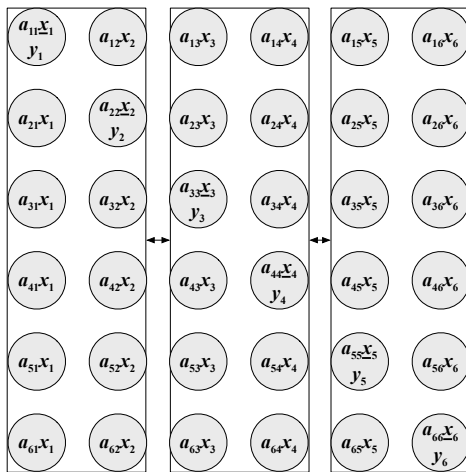 a₁₁x₁ a₁₂x₂ a₁₃x₃ a₁₄x₄ a₁₅x₅ a₁₆x₆
y₁
a₂₁x₁ a₂₂x₂ a₂₃x₃ a₂₄x₄ a₂₅x₅ a₂₆x₆
y₂
a₃₁x₁ a₃₂x₂ a₃₃x₃ a₃₄x₄ a₃₅x₅ a₃₆x₆
y₃
a₄₁x₁ a₄₂x₂ a₄₃x₃ a₄₄x₄ a₄₅x₅ a₄₆x₆
y₄
a₅₁x₁ a₅₂x₂ a₅₃x₃ a₅₄x₄ a₅₅x₅ a₅₆x₆
y₅
a₆₁x₁ a₆₂x₂ a₆₃x₃ a₆₄x₄ a₆₅x₅ a₆₆x₆
y₆